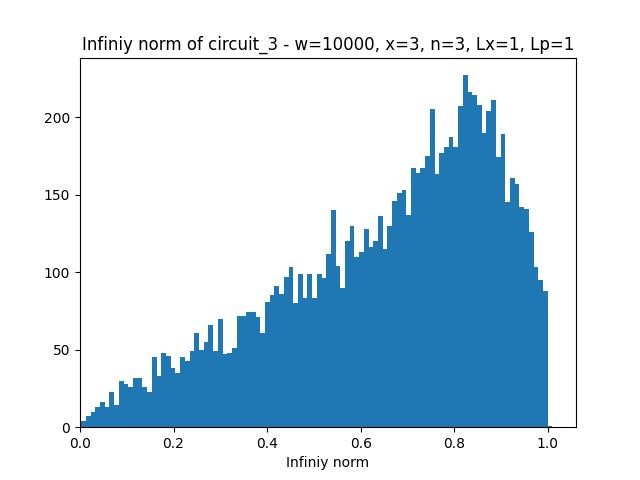 Infiniy norm of circuit_3 - w=10000, x=3, n=3, Lx=1, Lp=1
200
150
100
50
0
0.0 0.2 0.4 0.6 0.8 1.0
Infiniy norm